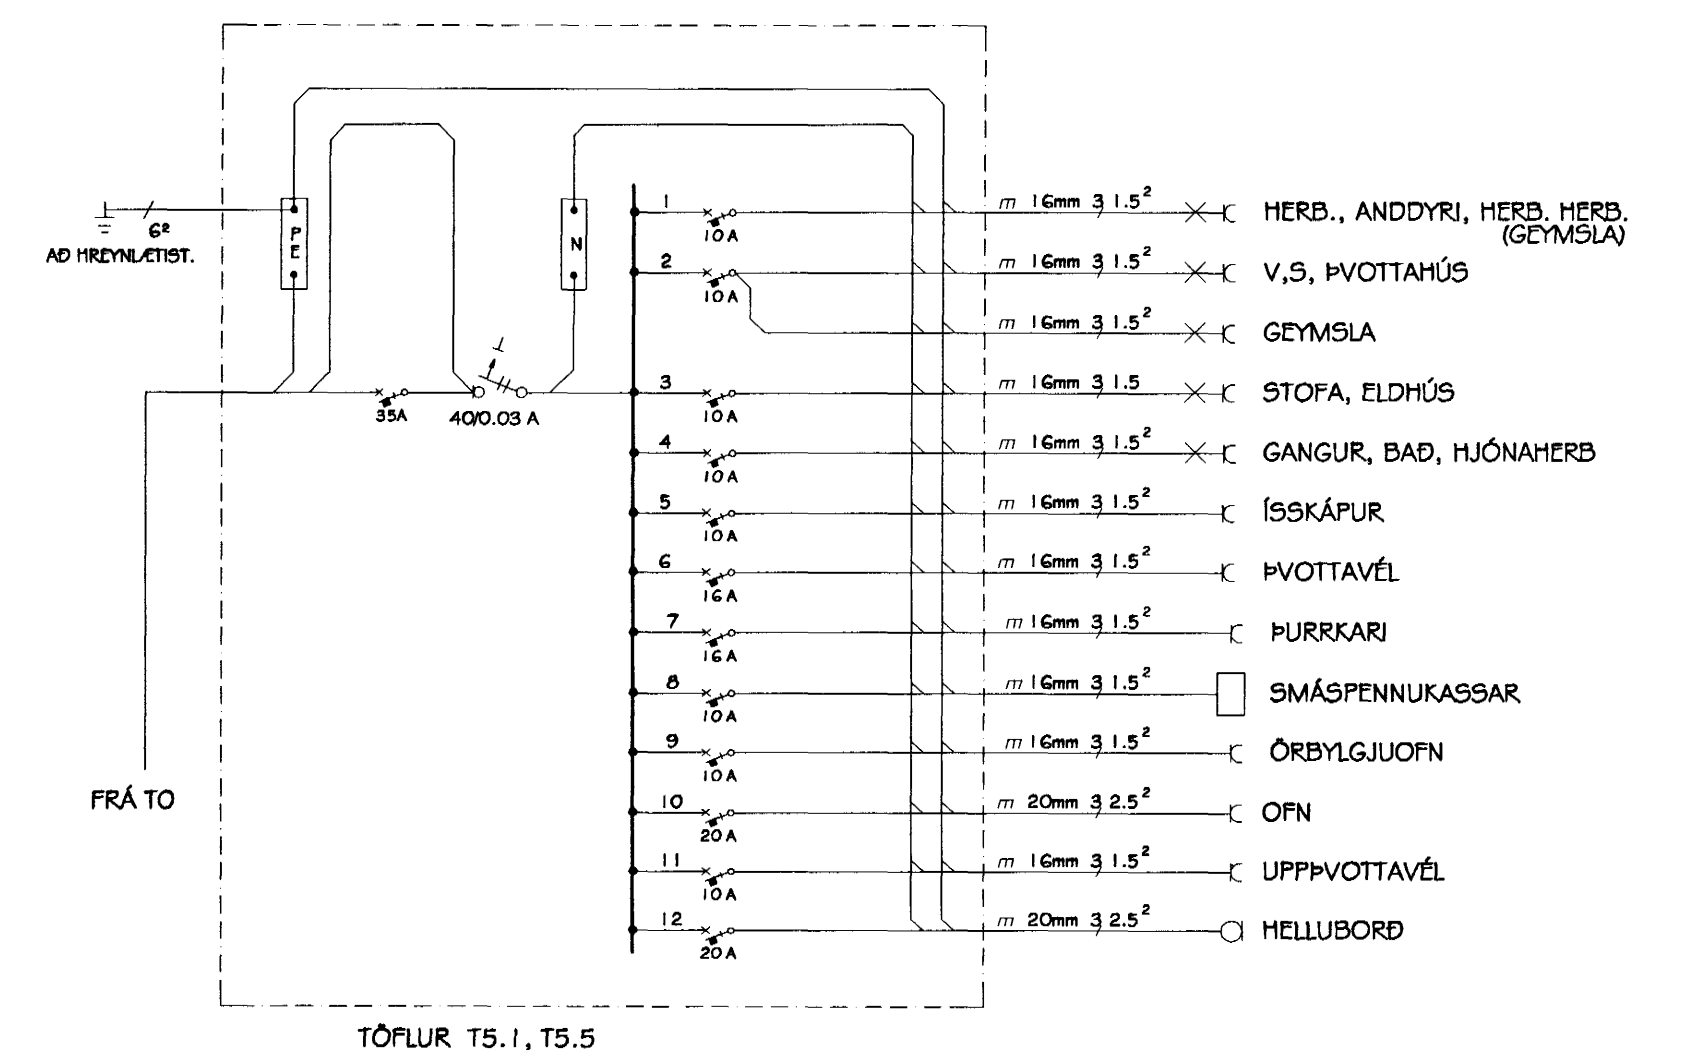 1 10A m 16mm 3 1.5² HERB., ANDDYRI, HERB. HERB.
(GEYMSLA)
6² PE N
AÐ HREYNLÆTIST.
2 10A m 16mm 3 1.5² V,S, ÞVOTTAHÚS
m 16mm 3 1.5² GEYMSLA
35A 40/0.03 A
3 10A m 16mm 3 1.5 STOFA, ELDHÚS
4 10A m 16mm 3 1.5² GANGUR, BAÐ, HJÓNAHERB
5 10A m 16mm 3 1.5² ÍSSKÁPUR
6 16A m 16mm 3 1.5² ÞVOTTAVÉL
7 16A m 16mm 3 1.5² ÞURRKARI
8 10A m 16mm 3 1.5² SMÁSPENNUKASSAR
9 10A m 16mm 3 1.5² ÖRBYLGJUOFN
FRÁ TO
10 20A m 20mm 3 2.5² OFN
11 10A m 16mm 3 1.5² UPPÞVOTTAVÉL
12 20A m 20mm 3 2.5² HELLUBORÐ
TÖFLUR T5.1, T5.5